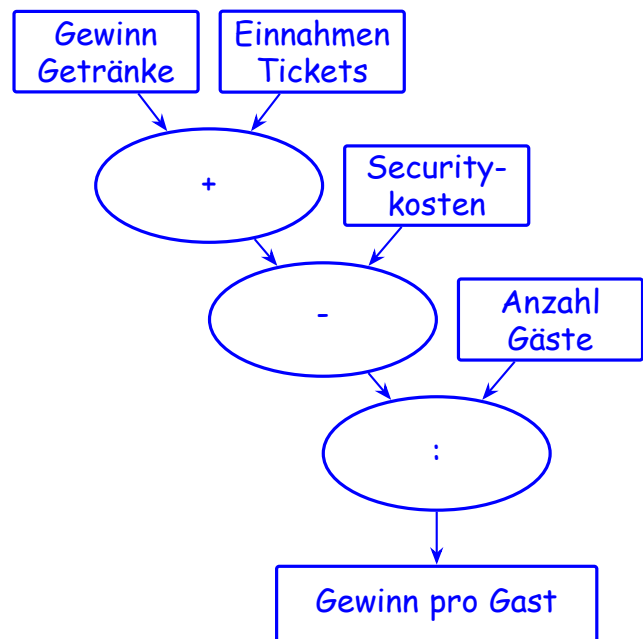 Gewinn
Getränke
Einnahmen
Tickets
+
Security-
kosten
-
Anzahl
Gäste
:
Gewinn pro Gast